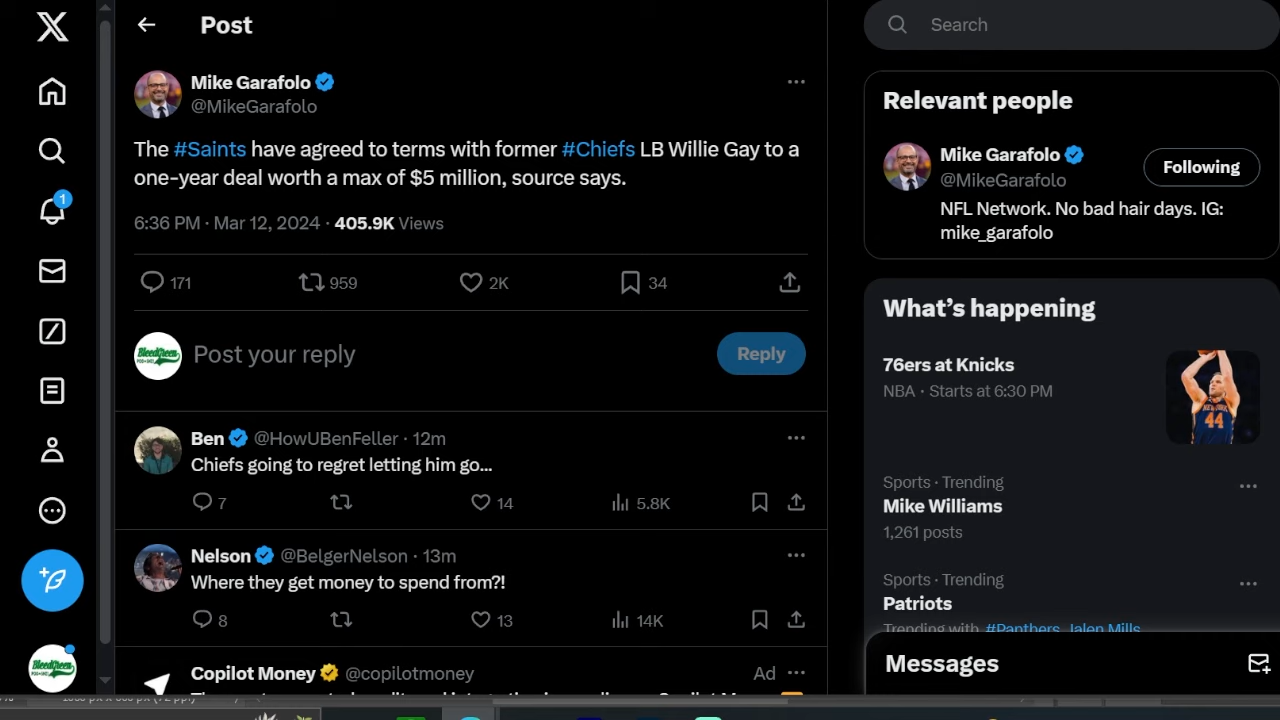 Post
Mike Garafolo
@MikeGarafolo
The #Saints have agreed to terms with former #Chiefs LB Willie Gay to a
one-year deal worth a max of $5 million, source says.
6:36 PM · Mar 12, 2024 · 405.9K Views
171 959 2K 34
BleedGreen
Post your reply
Reply
Ben @HowUBenFeller · 12m
Chiefs going to regret letting him go...
7 14 5.8K
Nelson @BelgerNelson · 13m
Where they get money to spend from?!
8 13 14K
Copilot Money @copilotmoney Ad
Search
Relevant people
Mike Garafolo
@MikeGarafolo
Following
NFL Network. No bad hair days. IG:
mike_garafolo
What's happening
76ers at Knicks
NBA · Starts at 6:30 PM
44
Sports · Trending
Mike Williams
1,261 posts
Sports · Trending
Patriots
Trending with #Panthers, Jalen Mills
Messages
1
BleedGreen